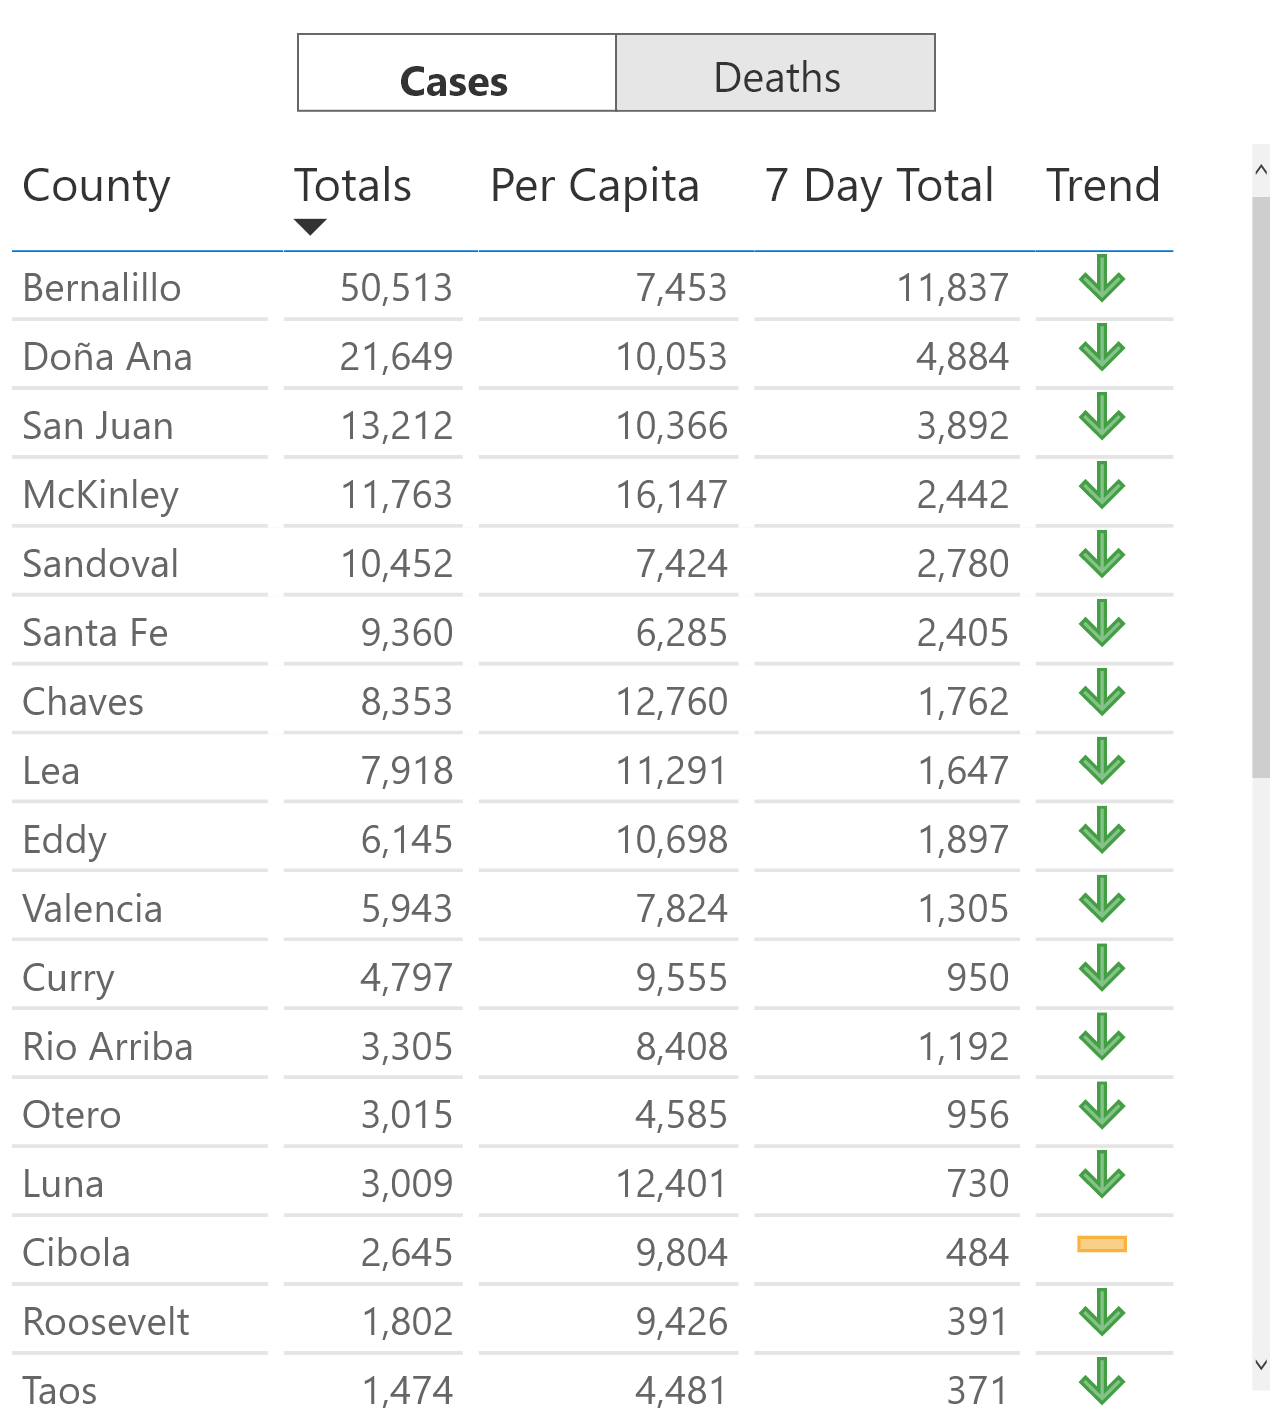 Cases Deaths
County Totals Per Capita 7 Day Total Trend
Bernalillo 50,513 7,453 11,837
Doña Ana 21,649 10,053 4,884
San Juan 13,212 10,366 3,892
McKinley 11,763 16,147 2,442
Sandoval 10,452 7,424 2,780
Santa Fe 9,360 6,285 2,405
Chaves 8,353 12,760 1,762
Lea 7,918 11,291 1,647
Eddy 6,145 10,698 1,897
Valencia 5,943 7,824 1,305
Curry 4,797 9,555 950
Rio Arriba 3,305 8,408 1,192
Otero 3,015 4,585 956
Luna 3,009 12,401 730
Cibola 2,645 9,804 484
Roosevelt 1,802 9,426 391
Taos 1,474 4,481 371